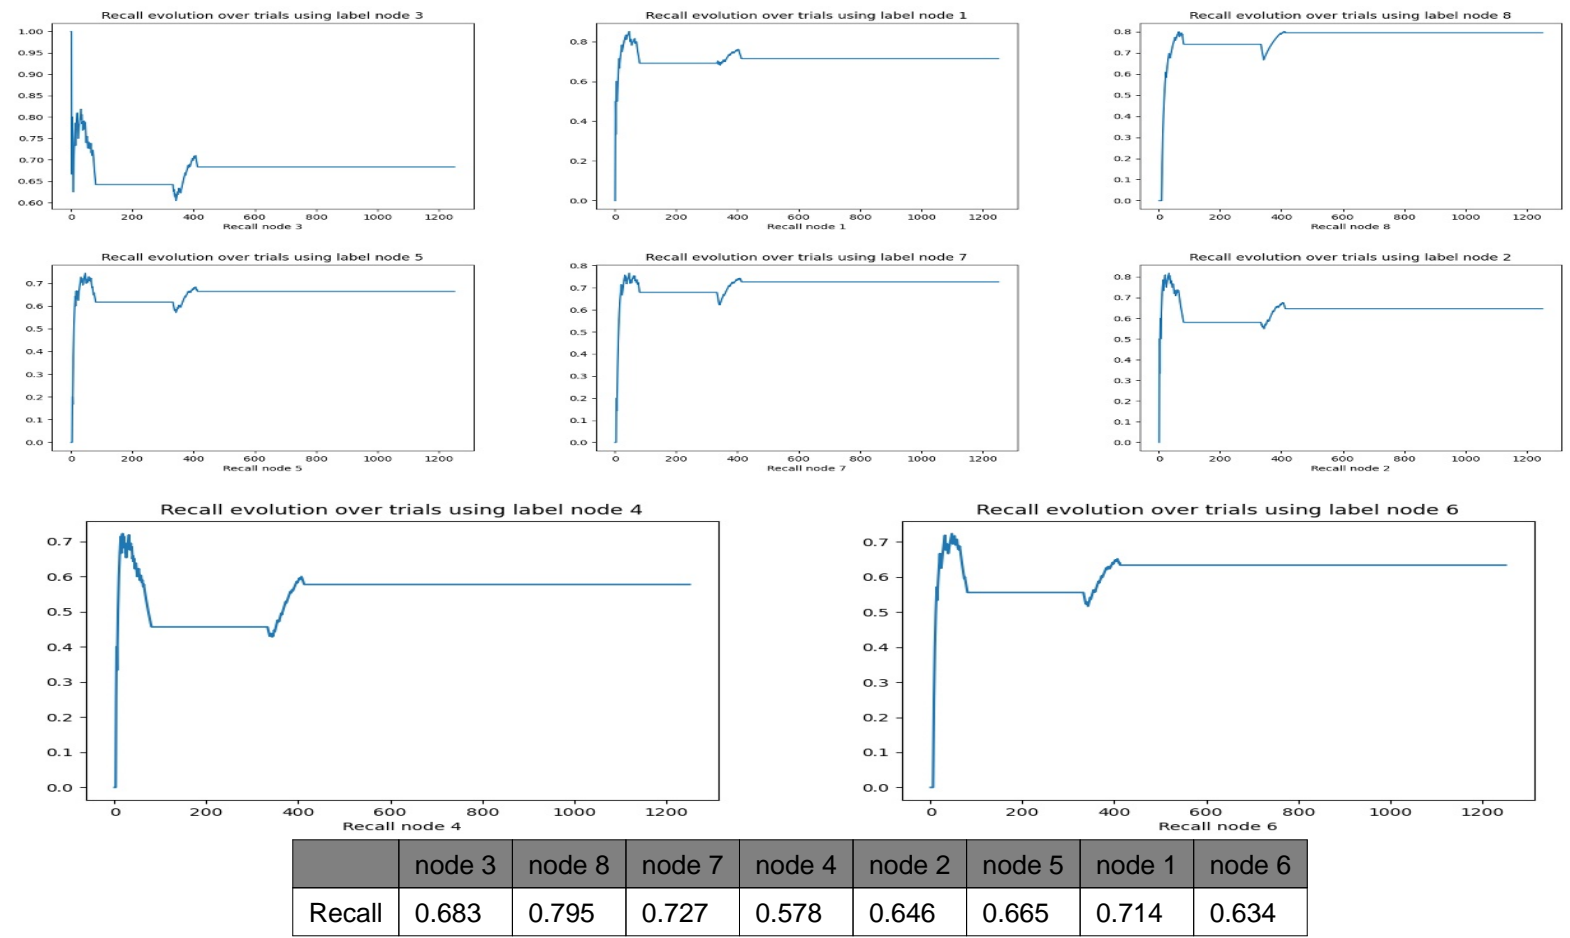 Recall evolution over trials using label node 3
1.00
0.95
0.90
0.85
0.80
0.75
0.70
0.65
0.60
0 200 400 600 800 1000 1200
Recall node 3
Recall evolution over trials using label node 1
0.8
0.6
0.4
0.2
0.0
0 200 400 600 800 1000 1200
Recall node 1
Recall evolution over trials using label node 8
0.8
0.7
0.6
0.5
0.4
0.3
0.2
0.1
0.0
0 200 400 600 800 1000 1200
Recall node 8
Recall evolution over trials using label node 5
0.7
0.6
0.5
0.4
0.3
0.2
0.1
0.0
0 200 400 600 800 1000 1200
Recall node 5
Recall evolution over trials using label node 7
0.8
0.7
0.6
0.5
0.4
0.3
0.2
0.1
0.0
0 200 400 600 800 1000 1200
Recall node 7
Recall evolution over trials using label node 2
0.8
0.7
0.6
0.5
0.4
0.3
0.2
0.1
0.0
0 200 400 600 800 1000 1200
Recall node 2
Recall evolution over trials using label node 4
0.7
0.6
0.5
0.4
0.3
0.2
0.1
0.0
0 200 400 600 800 1000 1200
Recall node 4
Recall evolution over trials using label node 6
0.7
0.6
0.5
0.4
0.3
0.2
0.1
0.0
0 200 400 600 800 1000 1200
Recall node 6
node 3 node 8 node 7 node 4 node 2 node 5 node 1 node 6
Recall 0.683 0.795 0.727 0.578 0.646 0.665 0.714 0.634